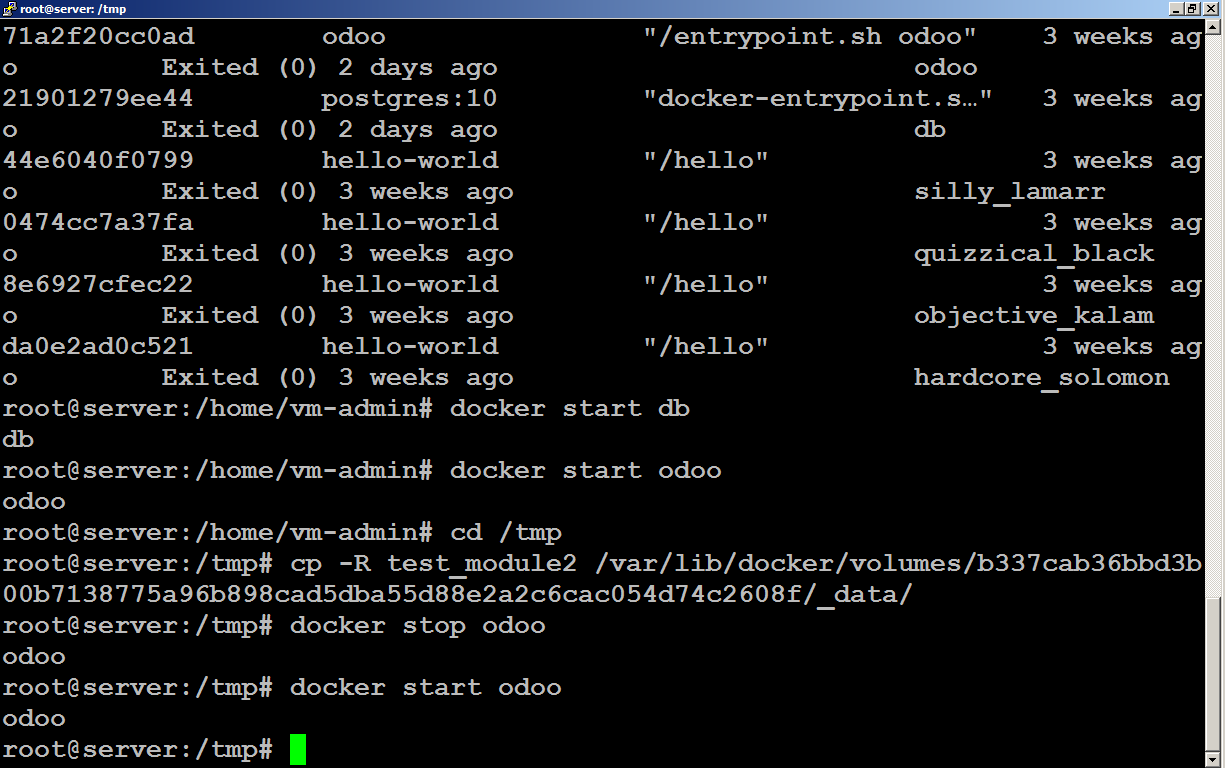 root@server: /tmp
71a2f20cc0ad        odoo                "/entrypoint.sh odoo"    3 weeks ag
o         Exited (0) 2 days ago                          odoo
21901279ee44        postgres:10         "docker-entrypoint.s…"   3 weeks ag
o         Exited (0) 2 days ago                          db
44e6040f0799        hello-world         "/hello"                 3 weeks ag
o         Exited (0) 3 weeks ago                         silly_lamarr
0474cc7a37fa        hello-world         "/hello"                 3 weeks ag
o         Exited (0) 3 weeks ago                         quizzical_black
8e6927cfec22        hello-world         "/hello"                 3 weeks ag
o         Exited (0) 3 weeks ago                         objective_kalam
da0e2ad0c521        hello-world         "/hello"                 3 weeks ag
o         Exited (0) 3 weeks ago                         hardcore_solomon
root@server:/home/vm-admin# docker start db
db
root@server:/home/vm-admin# docker start odoo
odoo
root@server:/home/vm-admin# cd /tmp
root@server:/tmp# cp -R test_module2 /var/lib/docker/volumes/b337cab36bbd3b
00b7138775a96b898cad5dba55d88e2a2c6cac054d74c2608f/_data/
root@server:/tmp# docker stop odoo
odoo
root@server:/tmp# docker start odoo
odoo
root@server:/tmp#